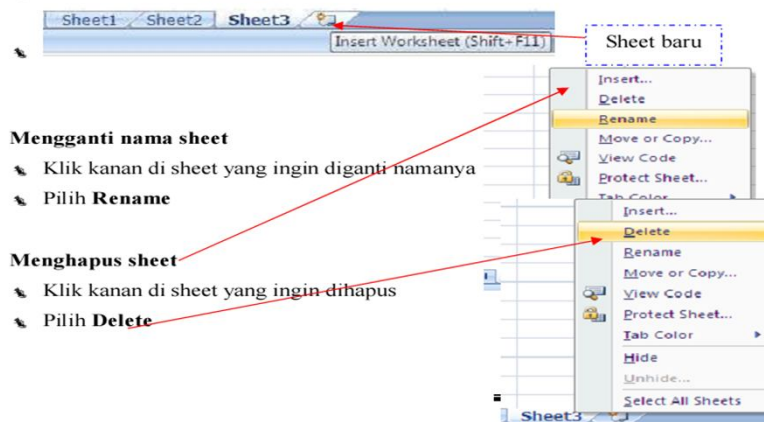 Sheet1 Sheet2 Sheet3
Insert Worksheet (Shift+F11)
Sheet baru
Insert...
Delete
Rename
Move or Copy...
View Code
Protect Sheet...
Tab Color
Mengganti nama sheet
Klik kanan di sheet yang ingin diganti namanya
Pilih Rename
Menghapus sheet
Klik kanan di sheet yang ingin dihapus
Pilih Delete
Insert...
Delete
Rename
Move or Copy...
View Code
Protect Sheet...
Tab Color
Hide
Unhide...
Select All Sheets
Sheet3